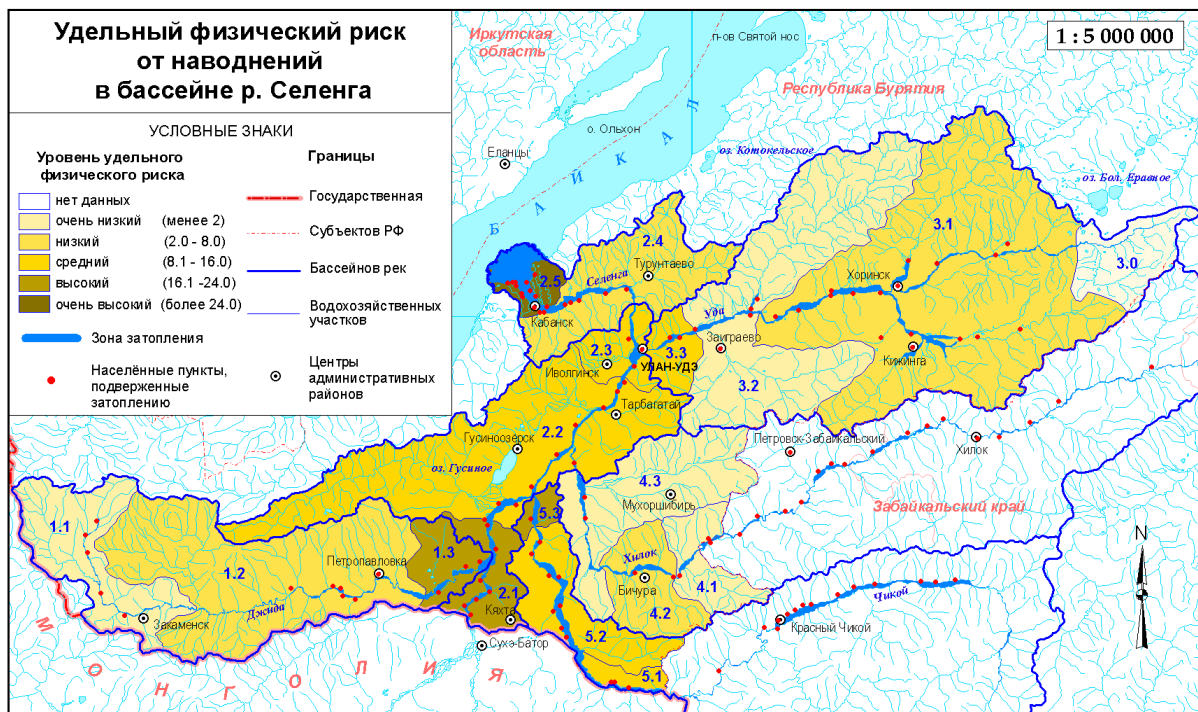 Удельный физический риск
от наводнений
в бассейне р. Селенга
УСЛОВНЫЕ ЗНАКИ
Уровень удельного
физического риска
нет данных
очень низкий (менее 2)
низкий (2.0 - 8.0)
средний (8.1 - 16.0)
высокий (16.1 -24.0)
очень высокий (более 24.0)
Зона затопления
Населённые пункты,
подверженные
затоплению
Границы
Государственная
Субъектов РФ
Бассейнов рек
Водохозяйственных
участков
Центры
административных
районов
1 : 5 000 000
Иркутская
область
п-ов Святой нос
Республика Бурятия
о. Ольхон
БАЙКАЛ
Еланцы
оз. Котокельское
оз. Бол. Еравное
3.1
2.4
3.0
Турунтаево
Хоринск
2.5
Селенга
Кабанск
Уда
Заиграево
Кижинга
2.3
3.3
УЛАН-УДЭ
Иволгинск
3.2
Тарбагатай
2.2
Гусиноозёрск
Петровск-Забайкальский
Хилок
оз. Гусиное
4.3
Мухоршибирь
Забайкальский край
1.1
5.3
1.3
1.2
Петропавловка
Хилок
Бичура
4.1
Чикой
2.1
4.2
Джида
Кяхта
Закаменск
5.2
Красный Чикой
Сухэ-Батор
5.1
МОНГОЛИЯ
N